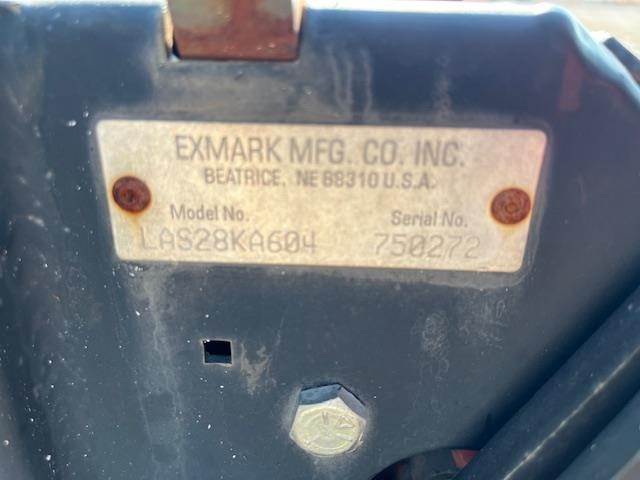 EXMARK MFG. CO. INC.
BEATRICE, NE 68310 U.S.A.
Model No. Serial No.
LAS28KA604 750272